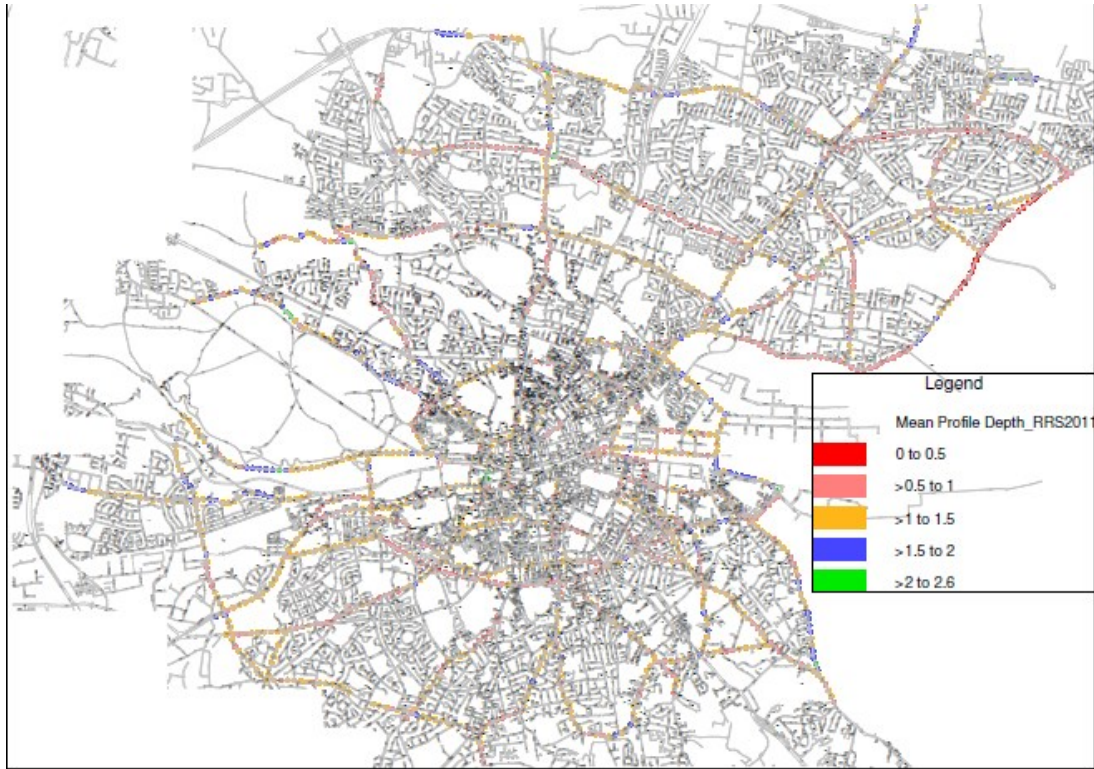 Legend
Mean Profile Depth_RRS2011
0 to 0.5
>0.5 to 1
>1 to 1.5
>1.5 to 2
>2 to 2.6